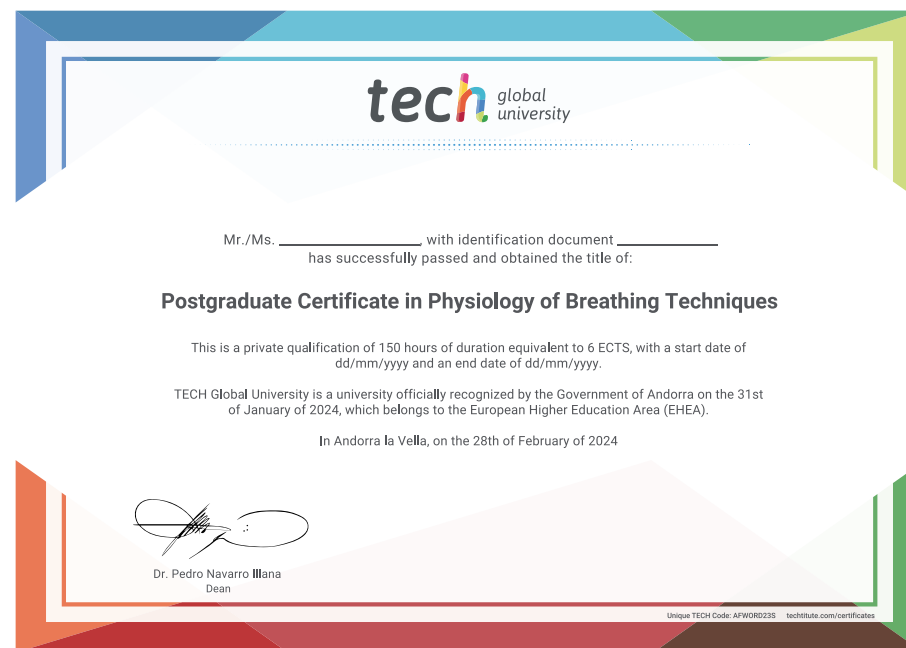 tech global university
Mr./Ms. ____________________, with identification document ______________
has successfully passed and obtained the title of:
Postgraduate Certificate in Physiology of Breathing Techniques
This is a private qualification of 150 hours of duration equivalent to 6 ECTS, with a start date of
dd/mm/yyyy and an end date of dd/mm/yyyy.
TECH Global University is a university officially recognized by the Government of Andorra on the 31st
of January of 2024, which belongs to the European Higher Education Area (EHEA).
In Andorra la Vella, on the 28th of February of 2024
Dr. Pedro Navarro Illana
Dean
Unique TECH Code: AFWORD23S techtitute.com/certificates